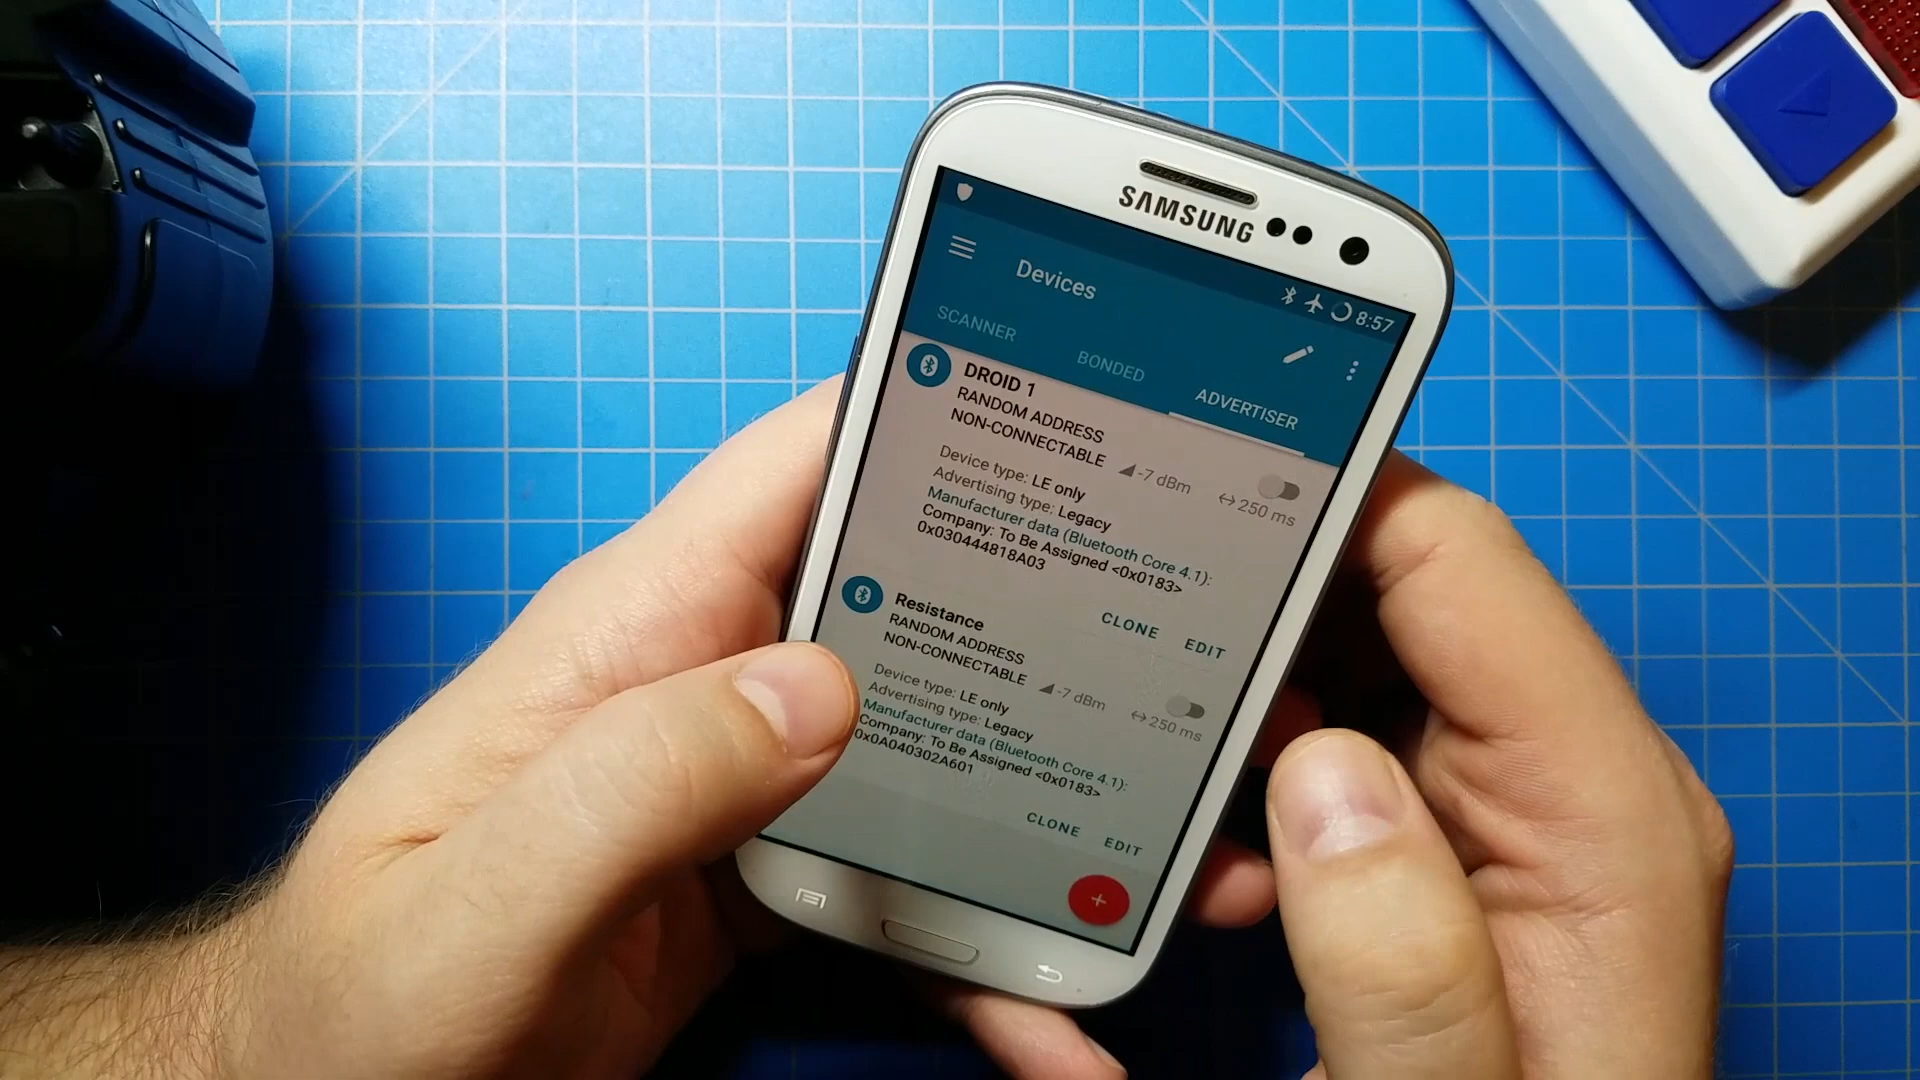 SAMSUNG
8:57
Devices
SCANNER
BONDED
ADVERTISER
DROID 1
RANDOM ADDRESS
NON-CONNECTABLE
-7 dBm
250 ms
Device type: LE only
Advertising type: Legacy
Manufacturer data (Bluetooth Core 4.1):
Company: To Be Assigned <0x0183>
0x030444818A03
CLONE
EDIT
Resistance
RANDOM ADDRESS
NON-CONNECTABLE
-7 dBm
250 ms
Device type: LE only
Advertising type: Legacy
Manufacturer data (Bluetooth Core 4.1):
Company: To Be Assigned <0x0183>
0x0A040302A601
CLONE
EDIT